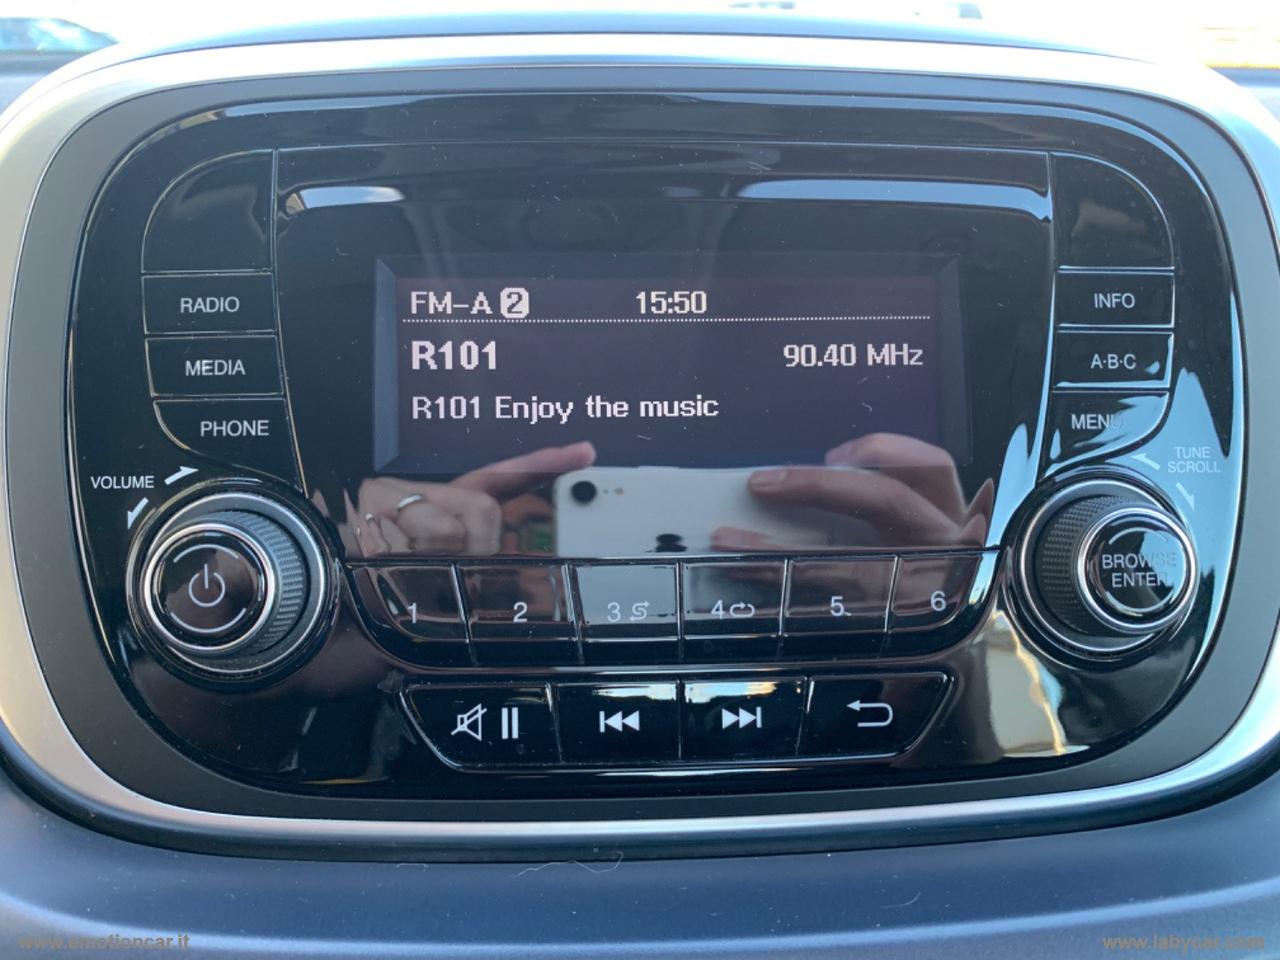 FM-A 2 15:50
R101 90.40 MHz
R101 Enjoy the music
RADIO
MEDIA
PHONE
VOLUME
INFO
A·B·C
MENU
TUNE
SCROLL
BROWSE
ENTER
1 2 3 4 5 6
www.emotioncar.it
www.labycar.com